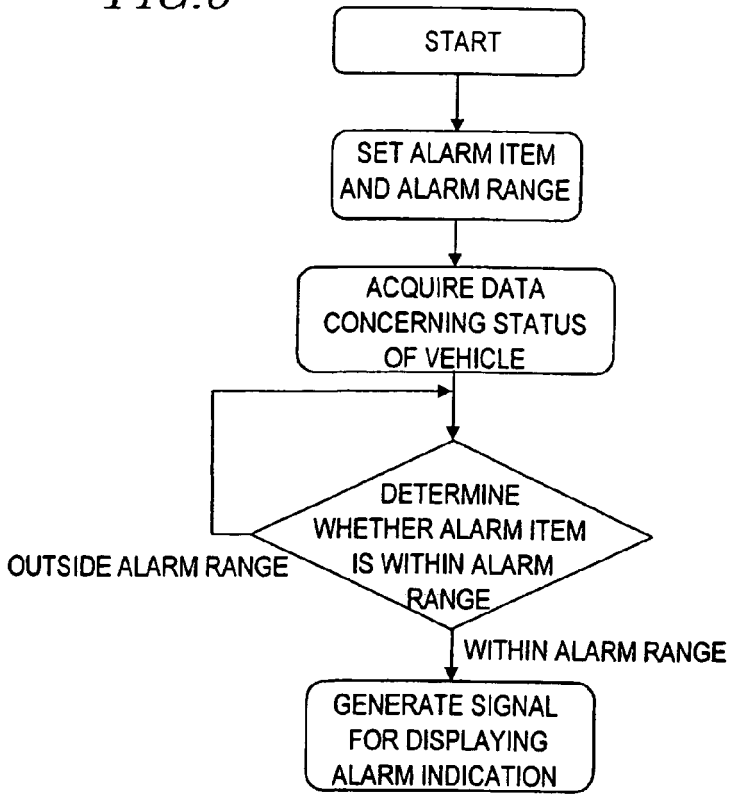 START
SET ALARM ITEM
AND ALARM RANGE
ACQUIRE DATA
CONCERNING STATUS
OF VEHICLE
DETERMINE
WHETHER ALARM ITEM
IS WITHIN ALARM
RANGE
OUTSIDE ALARM RANGE
WITHIN ALARM RANGE
GENERATE SIGNAL
FOR DISPLAYING
ALARM INDICATION